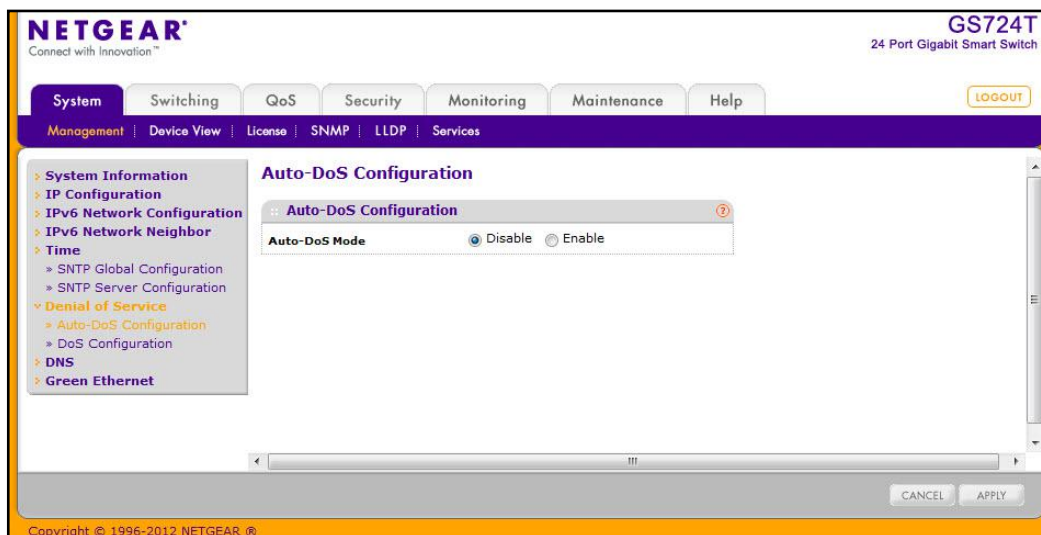 NETGEAR®
Connect with Innovation™
GS724T
24 Port Gigabit Smart Switch
System Switching QoS Security Monitoring Maintenance Help
LOGOUT
Management | Device View | License | SNMP | LLDP | Services
System Information
IP Configuration
IPv6 Network Configuration
IPv6 Network Neighbor
Time
» SNTP Global Configuration
» SNTP Server Configuration
Denial of Service
» Auto-DoS Configuration
» DoS Configuration
DNS
Green Ethernet
Auto-DoS Configuration
Auto-DoS Configuration ?
Auto-DoS Mode Disable Enable
CANCEL APPLY
Copyright © 1996-2012 NETGEAR ®